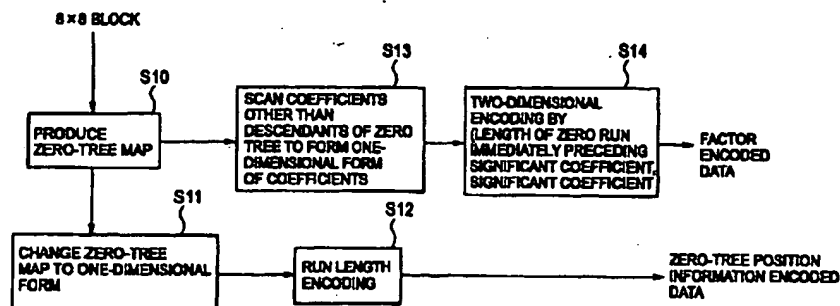 8×8 BLOCK
S10
PRODUCE
ZERO-TREE MAP
S13
SCAN COEFFICIENTS
OTHER THAN
DESCENDANTS OF ZERO
TREE TO FORM ONE-
DIMENSIONAL FORM
OF COEFFICIENTS
S14
TWO-DIMENSIONAL
ENCODING BY
(LENGTH OF ZERO RUN
IMMEDIATELY PRECEDING
SIGNIFICANT COEFFICIENT,
SIGNIFICANT COEFFICIENT
FACTOR
ENCODED
DATA
S11
CHANGE ZERO-TREE
MAP TO ONE-DIMENSIONAL
FORM
S12
RUN LENGTH
ENCODING
ZERO-TREE POSITION
INFORMATION ENCODED
DATA